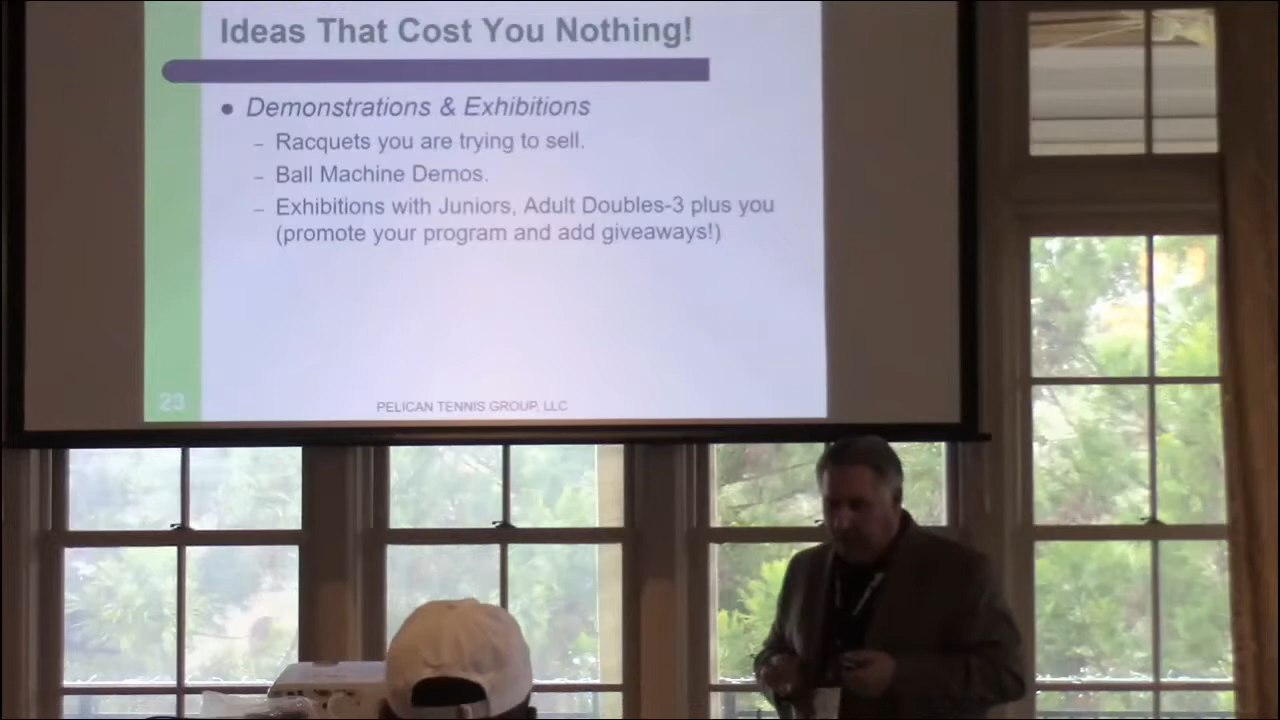 Ideas That Cost You Nothing!
● Demonstrations & Exhibitions
– Racquets you are trying to sell.
– Ball Machine Demos.
– Exhibitions with Juniors, Adult Doubles-3 plus you
(promote your program and add giveaways!)
23
PELICAN TENNIS GROUP, LLC